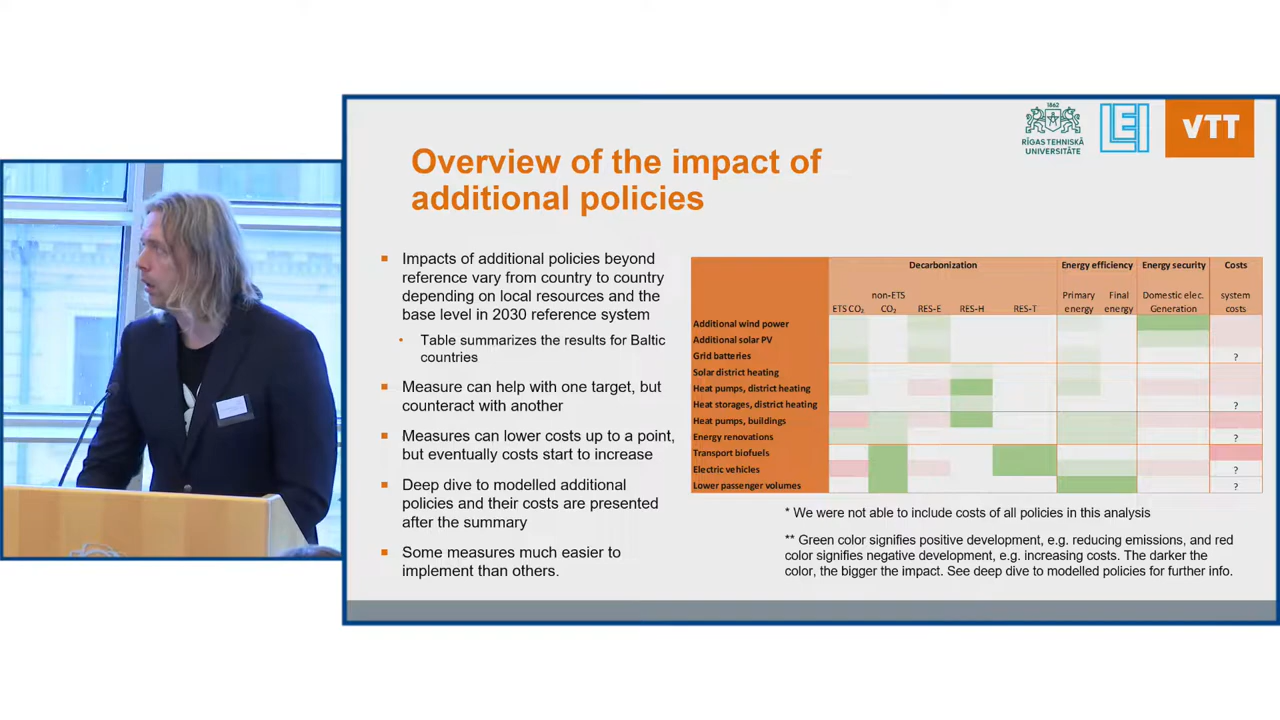 1862
RĪGAS TEHNISKĀ
UNIVERSITĀTE
LEI
VTT
Overview of the impact of
additional policies
Impacts of additional policies beyond
reference vary from country to country
depending on local resources and the
base level in 2030 reference system
Table summarizes the results for Baltic
countries
Measure can help with one target, but
counteract with another
Measures can lower costs up to a point,
but eventually costs start to increase
Deep dive to modelled additional
policies and their costs are presented
after the summary
Some measures much easier to
implement than others.
Decarbonization Energy efficiency Energy security Costs
ETS CO₂ non-ETS CO₂ RES-E RES-H RES-T Primary energy Final energy Domestic elec. Generation system costs
Additional wind power
Additional solar PV
Grid batteries ?
Solar district heating
Heat pumps, district heating
Heat storages, district heating ?
Heat pumps, buildings
Energy renovations ?
Transport biofuels
Electric vehicles ?
Lower passenger volumes ?
* We were not able to include costs of all policies in this analysis
** Green color signifies positive development, e.g. reducing emissions, and red
color signifies negative development, e.g. increasing costs. The darker the
color, the bigger the impact. See deep dive to modelled policies for further info.